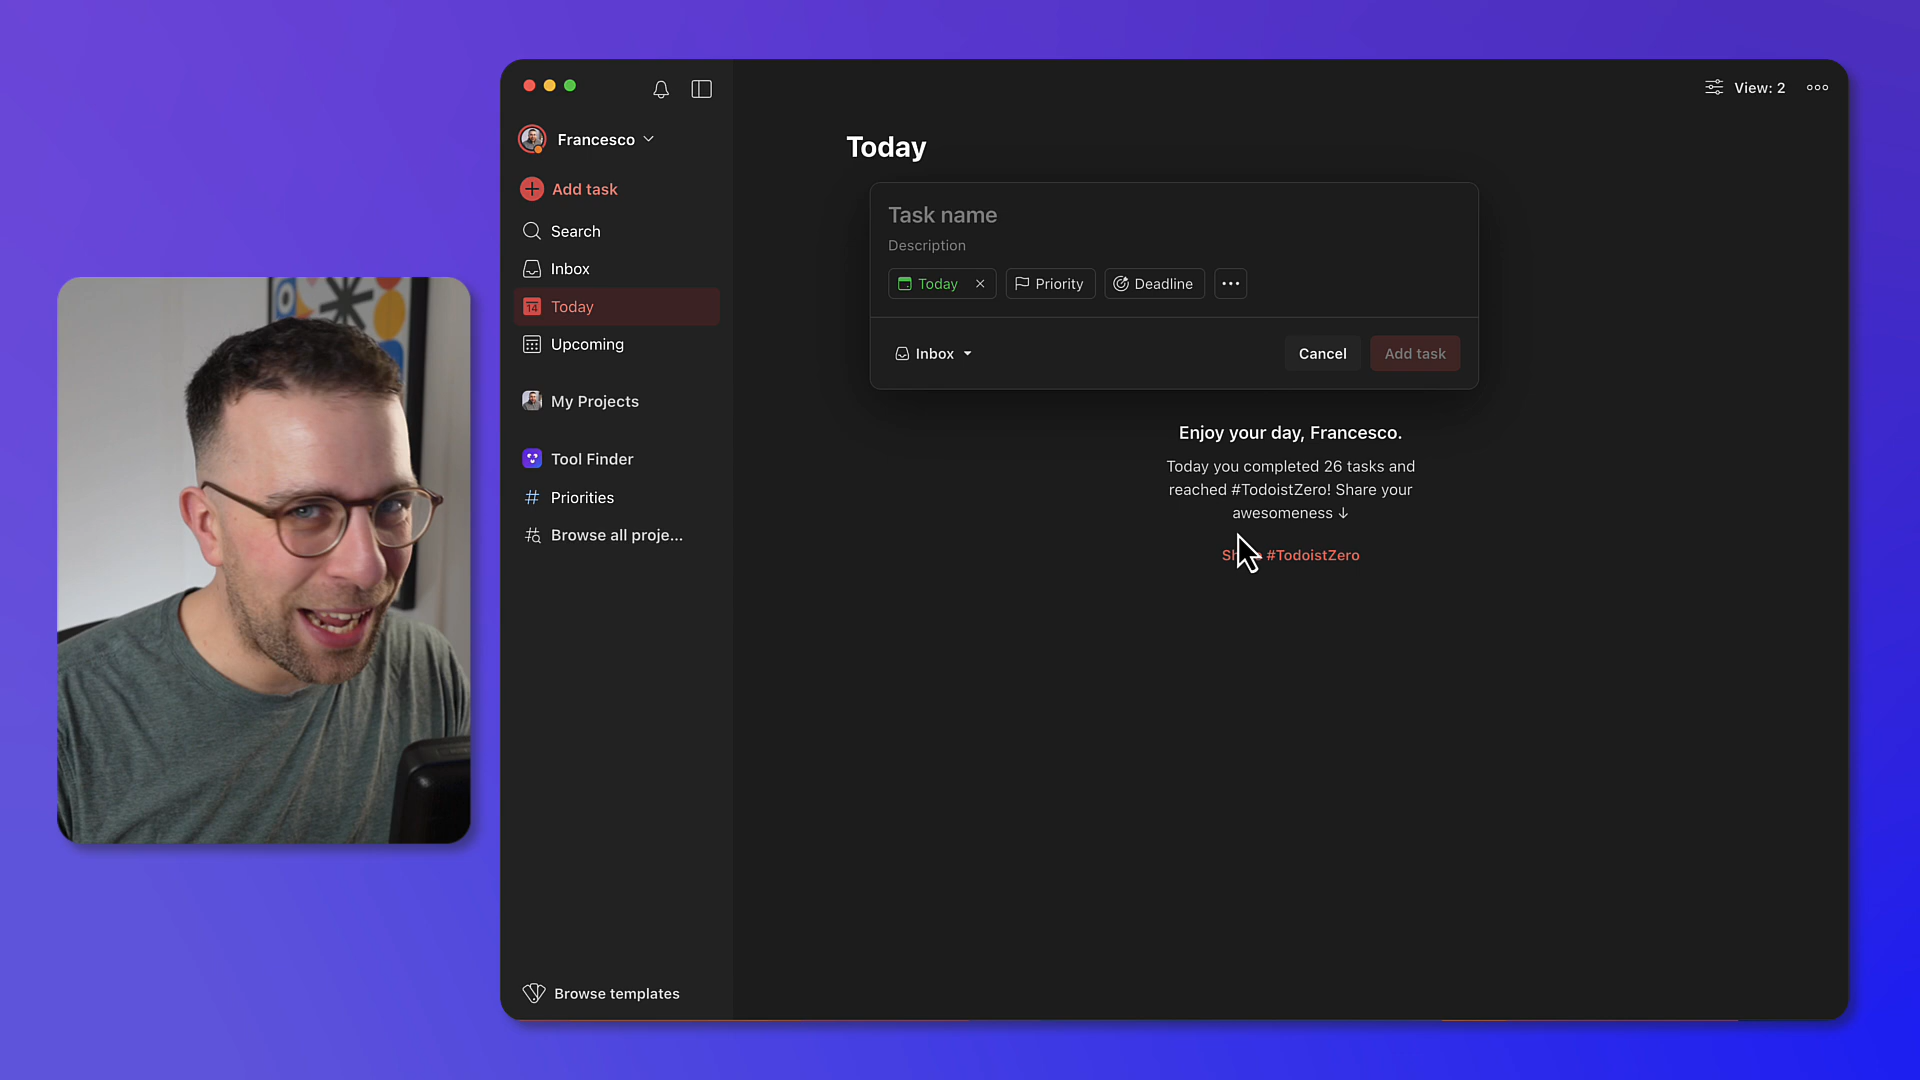 Francesco
Add task
Search
Inbox
14
Today
Upcoming
My Projects
Tool Finder
Priorities
Browse all proje...
Browse templates
View: 2
Today
Task name
Description
Today
Priority
Deadline
Inbox
Cancel
Add task
Enjoy your day, Francesco.
Today you completed 26 tasks and
reached #TodoistZero! Share your
awesomeness ↓
#TodoistZero